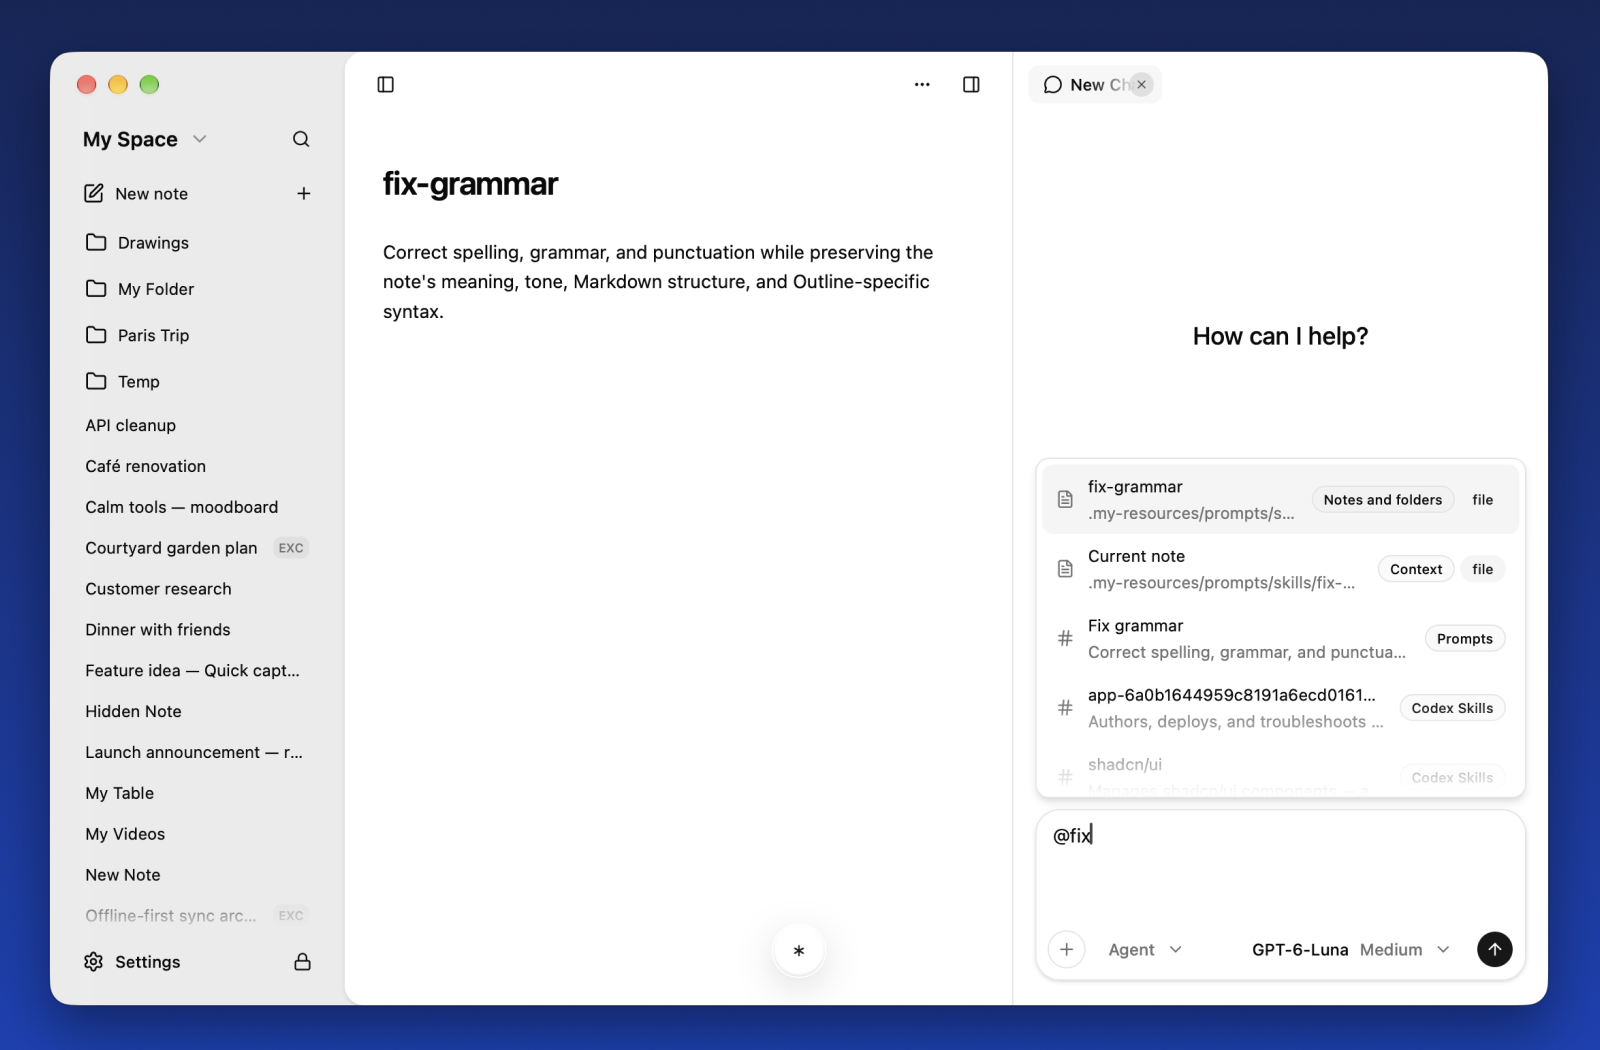 My Space
New note
Drawings
My Folder
Paris Trip
Temp
API cleanup
Café renovation
Calm tools — moodboard
Courtyard garden plan EXC
Customer research
Dinner with friends
Feature idea — Quick capt...
Hidden Note
Launch announcement — r...
My Table
My Videos
New Note
Offline-first sync arc... EXC
Settings
fix-grammar
Correct spelling, grammar, and punctuation while preserving the
note's meaning, tone, Markdown structure, and Outline-specific
syntax.
New Ch
How can I help?
fix-grammar
.my-resources/prompts/s...
Notes and folders file
Current note
.my-resources/prompts/skills/fix-...
Context file
Fix grammar
Correct spelling, grammar, and punctua...
Prompts
app-6a0b1644959c8191a6ecd0161...
Authors, deploys, and troubleshoots ...
Codex Skills
shadcn/ui
Manages shadcn/ui components — a
Codex Skills
@fix
Agent
GPT-6-Luna Medium